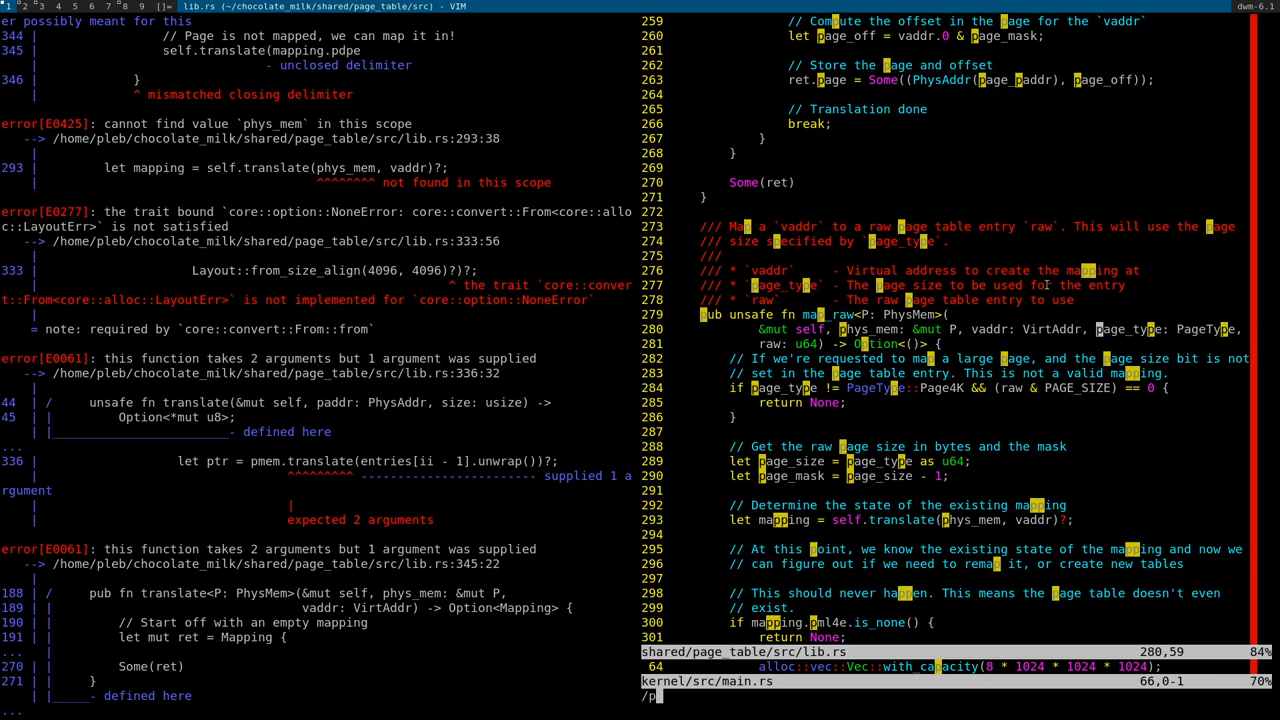 1 2 3 4 5 6 7 8 9 []= lib.rs (~/chocolate_milk/shared/page_table/src) - VIM dwm-6.1
er possibly meant for this
344 |                 // Page is not mapped, we can map it in!
345 |                 self.translate(mapping.pdpe
    |                               - unclosed delimiter
346 |             }
    |             ^ mismatched closing delimiter
error[E0425]: cannot find value `phys_mem` in this scope
   --> /home/pleb/chocolate_milk/shared/page_table/src/lib.rs:293:38
    |
293 |         let mapping = self.translate(phys_mem, vaddr)?;
    |                                      ^^^^^^^^ not found in this scope
error[E0277]: the trait bound `core::option::NoneError: core::convert::From<core::allo
c::LayoutErr>` is not satisfied
   --> /home/pleb/chocolate_milk/shared/page_table/src/lib.rs:333:56
    |
333 |                     Layout::from_size_align(4096, 4096)?)?;
    |                                                        ^ the trait `core::conver
t::From<core::alloc::LayoutErr>` is not implemented for `core::option::NoneError`
    |
    = note: required by `core::convert::From::from`
error[E0061]: this function takes 2 arguments but 1 argument was supplied
   --> /home/pleb/chocolate_milk/shared/page_table/src/lib.rs:336:32
    |
44  | /     unsafe fn translate(&mut self, paddr: PhysAddr, size: usize) ->
45  | |         Option<*mut u8>;
    | |________________________- defined here
...
336 |                   let ptr = pmem.translate(entries[ii - 1].unwrap())?;
    |                                  ^^^^^^^^^ ----------------------- supplied 1 a
rgument
    |                                  |
    |                                  expected 2 arguments
error[E0061]: this function takes 2 arguments but 1 argument was supplied
   --> /home/pleb/chocolate_milk/shared/page_table/src/lib.rs:345:22
    |
188 | /     pub fn translate<P: PhysMem>(&mut self, phys_mem: &mut P,
189 | |                                  vaddr: VirtAddr) -> Option<Mapping> {
190 | |         // Start off with an empty mapping
191 | |         let mut ret = Mapping {
...   |
270 | |         Some(ret)
271 | |     }
    | |_____- defined here
...
259             // Compute the offset in the page for the `vaddr`
260             let page_off = vaddr.0 & page_mask;
261
262             // Store the page and offset
263             ret.page = Some((PhysAddr(page_paddr), page_off));
264
265             // Translation done
266             break;
267         }
268     }
269
270     Some(ret)
271 }
272
273 /// Map a `vaddr` to a raw page table entry `raw`. This will use the page
274 /// size specified by `page_type`.
275 ///
276 /// * `vaddr`     - Virtual address to create the mapping at
277 /// * `page_type` - The page size to be used for the entry
278 /// * `raw`       - The raw page table entry to use
279 pub unsafe fn map_raw<P: PhysMem>(
280         &mut self, phys_mem: &mut P, vaddr: VirtAddr, page_type: PageType,
281         raw: u64) -> Option<()> {
282     // If we're requested to map a large page, and the page size bit is not
283     // set in the page table entry. This is not a valid mapping.
284     if page_type != PageType::Page4K && (raw & PAGE_SIZE) == 0 {
285         return None;
286     }
287
288     // Get the raw page size in bytes and the mask
289     let page_size = page_type as u64;
290     let page_mask = page_size - 1;
291
292     // Determine the state of the existing mapping
293     let mapping = self.translate(phys_mem, vaddr)?;
294
295     // At this point, we know the existing state of the mapping and now we
296     // can figure out if we need to remap it, or create new tables
297
298     // This should never happen. This means the page table doesn't even
299     // exist.
300     if mapping.pml4e.is_none() {
301         return None;
shared/page_table/src/lib.rs 280,59 84%
64         alloc::vec::Vec::with_capacity(8 * 1024 * 1024 * 1024);
kernel/src/main.rs 66,0-1 70%
/p